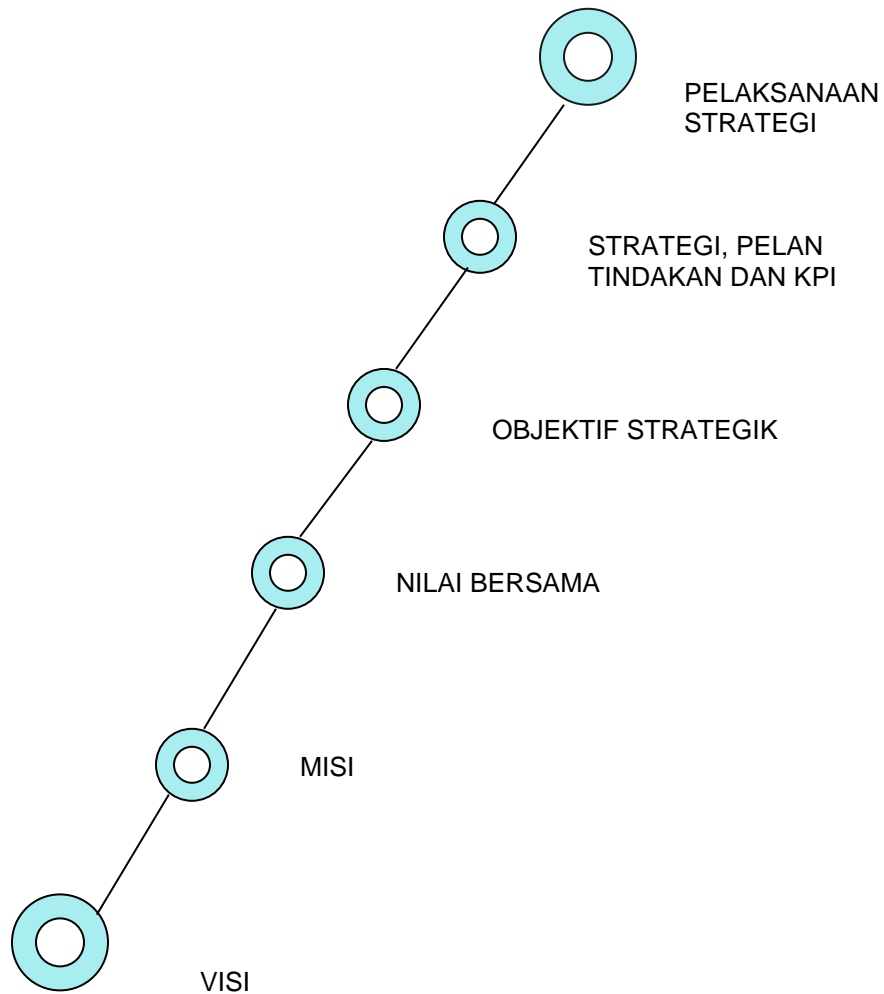 PELAKSANAAN
STRATEGI
STRATEGI, PELAN
TINDAKAN DAN KPI
OBJEKTIF STRATEGIK
NILAI BERSAMA
MISI
VISI